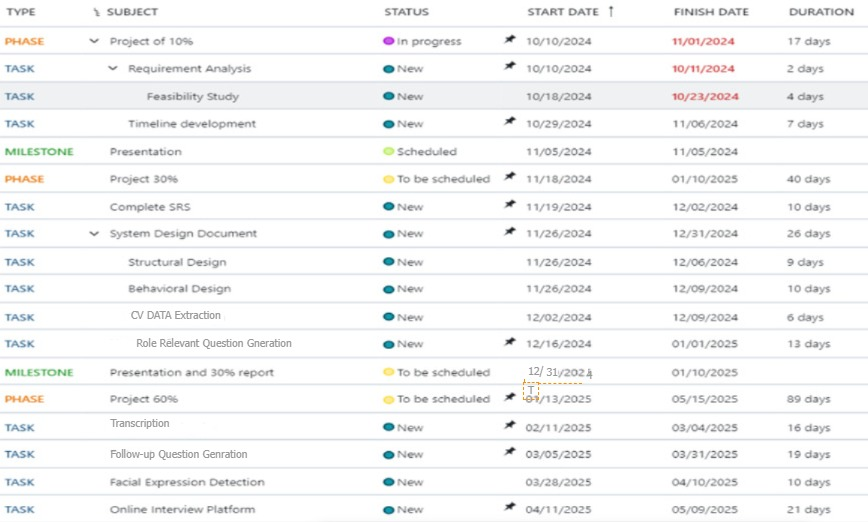 TYPE SUBJECT STATUS START DATE ↑ FINISH DATE DURATION
PHASE Project of 10% In progress 10/10/2024 11/01/2024 17 days
TASK Requirement Analysis New 10/10/2024 10/11/2024 2 days
TASK Feasibility Study New 10/18/2024 10/23/2024 4 days
TASK Timeline development New 10/29/2024 11/06/2024 7 days
MILESTONE Presentation Scheduled 11/05/2024 11/05/2024
PHASE Project 30% To be scheduled 11/18/2024 01/10/2025 40 days
TASK Complete SRS New 11/19/2024 12/02/2024 10 days
TASK System Design Document New 11/26/2024 12/31/2024 26 days
TASK Structural Design New 11/26/2024 12/06/2024 9 days
TASK Behavioral Design New 11/26/2024 12/09/2024 10 days
TASK CV DATA Extraction New 12/02/2024 12/09/2024 6 days
TASK Role Relevant Question Gneration New 12/16/2024 01/01/2025 13 days
MILESTONE Presentation and 30% report To be scheduled 12/ 31/2024 01/10/2025
T
PHASE Project 60% To be scheduled 01/13/2025 05/15/2025 89 days
TASK Transcription New 02/11/2025 03/04/2025 16 days
TASK Follow-up Question Genration New 03/05/2025 03/31/2025 19 days
TASK Facial Expression Detection New 03/28/2025 04/10/2025 10 days
TASK Online Interview Platform New 04/11/2025 05/09/2025 21 days